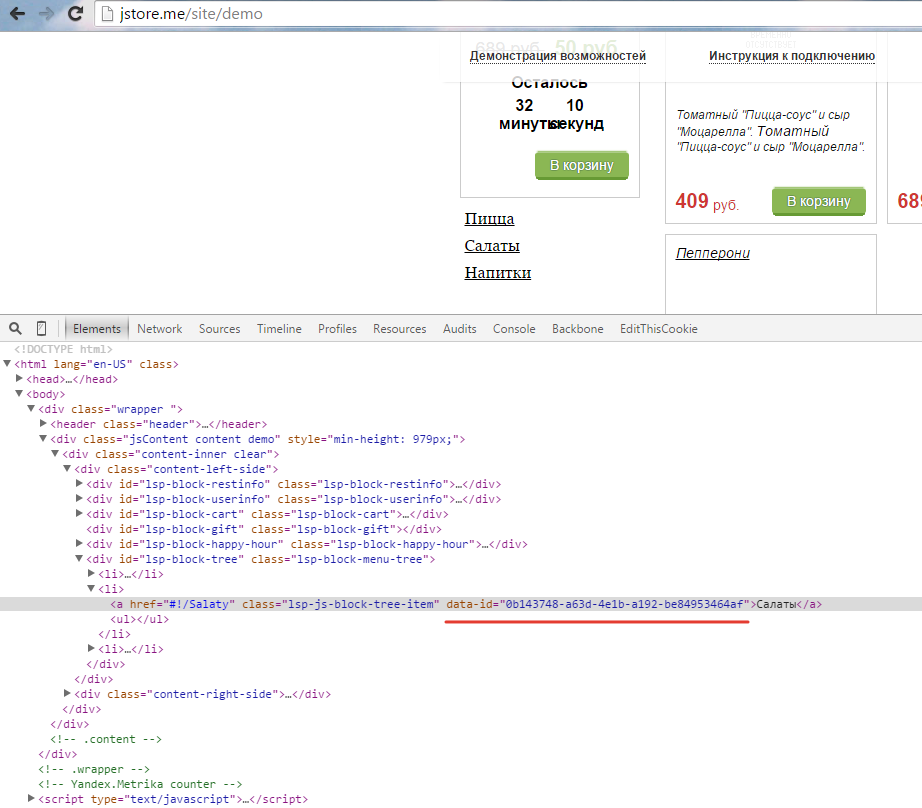 jstore.me/site/demo
689 руб. 50 руб.
Демонстрация возможностей
Инструкция к подключению
Осталось
32 10
минуты секунд
В корзину
Томатный "Пицца-соус" и сыр
"Моцарелла". Томатный
"Пицца-соус" и сыр "Моцарелла".
409 руб.
В корзину
689
Пицца
Салаты
Напитки
Пепперони
Elements Network Sources Timeline Profiles Resources Audits Console Backbone EditThisCookie
<!DOCTYPE html>
<html lang="en-US" class>
<head>…</head>
<body>
<div class="wrapper ">
<header class="header">…</header>
<div class="jsContent content demo" style="min-height: 979px;">
<div class="content-inner clear">
<div class="content-left-side">
<div id="lsp-block-restinfo" class="lsp-block-restinfo">…</div>
<div id="lsp-block-userinfo" class="lsp-block-userinfo">…</div>
<div id="lsp-block-cart" class="lsp-block-cart">…</div>
<div id="lsp-block-gift" class="lsp-block-gift"></div>
<div id="lsp-block-happy-hour" class="lsp-block-happy-hour">…</div>
<div id="lsp-block-tree" class="lsp-block-menu-tree">
<li>…</li>
<li>
<a href="#!/Salaty" class="lsp-js-block-tree-item" data-id="0b143748-a63d-4e1b-a192-be84953464af">Салаты</a>
<ul></ul>
</li>
<li>…</li>
</div>
</div>
<div class="content-right-side">…</div>
</div>
</div>
<!-- .content -->
</div>
<!-- .wrapper -->
<!-- Yandex.Metrika counter -->
<script type="text/javascript">…</script>